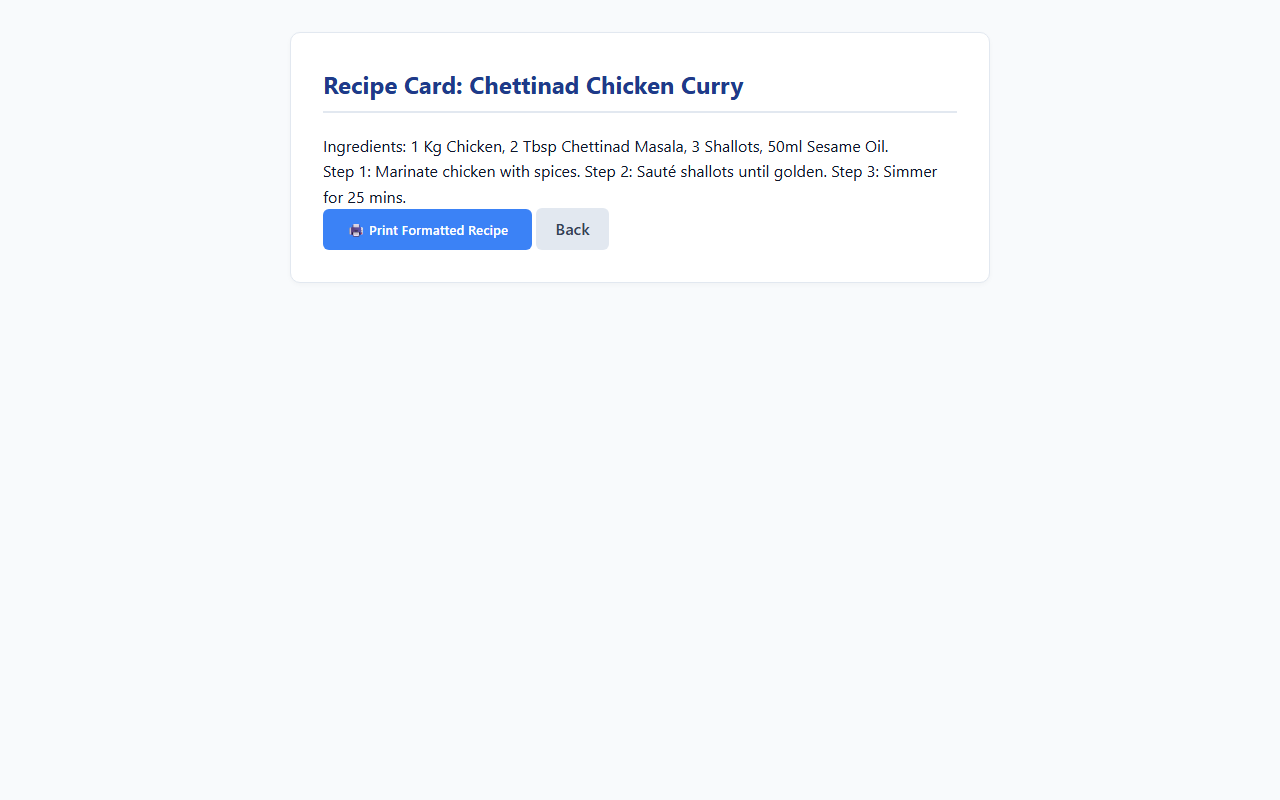 Recipe Card: Chettinad Chicken Curry
Ingredients: 1 Kg Chicken, 2 Tbsp Chettinad Masala, 3 Shallots, 50ml Sesame Oil.
Step 1: Marinate chicken with spices. Step 2: Sauté shallots until golden. Step 3: Simmer
for 25 mins.
Print Formatted Recipe
Back